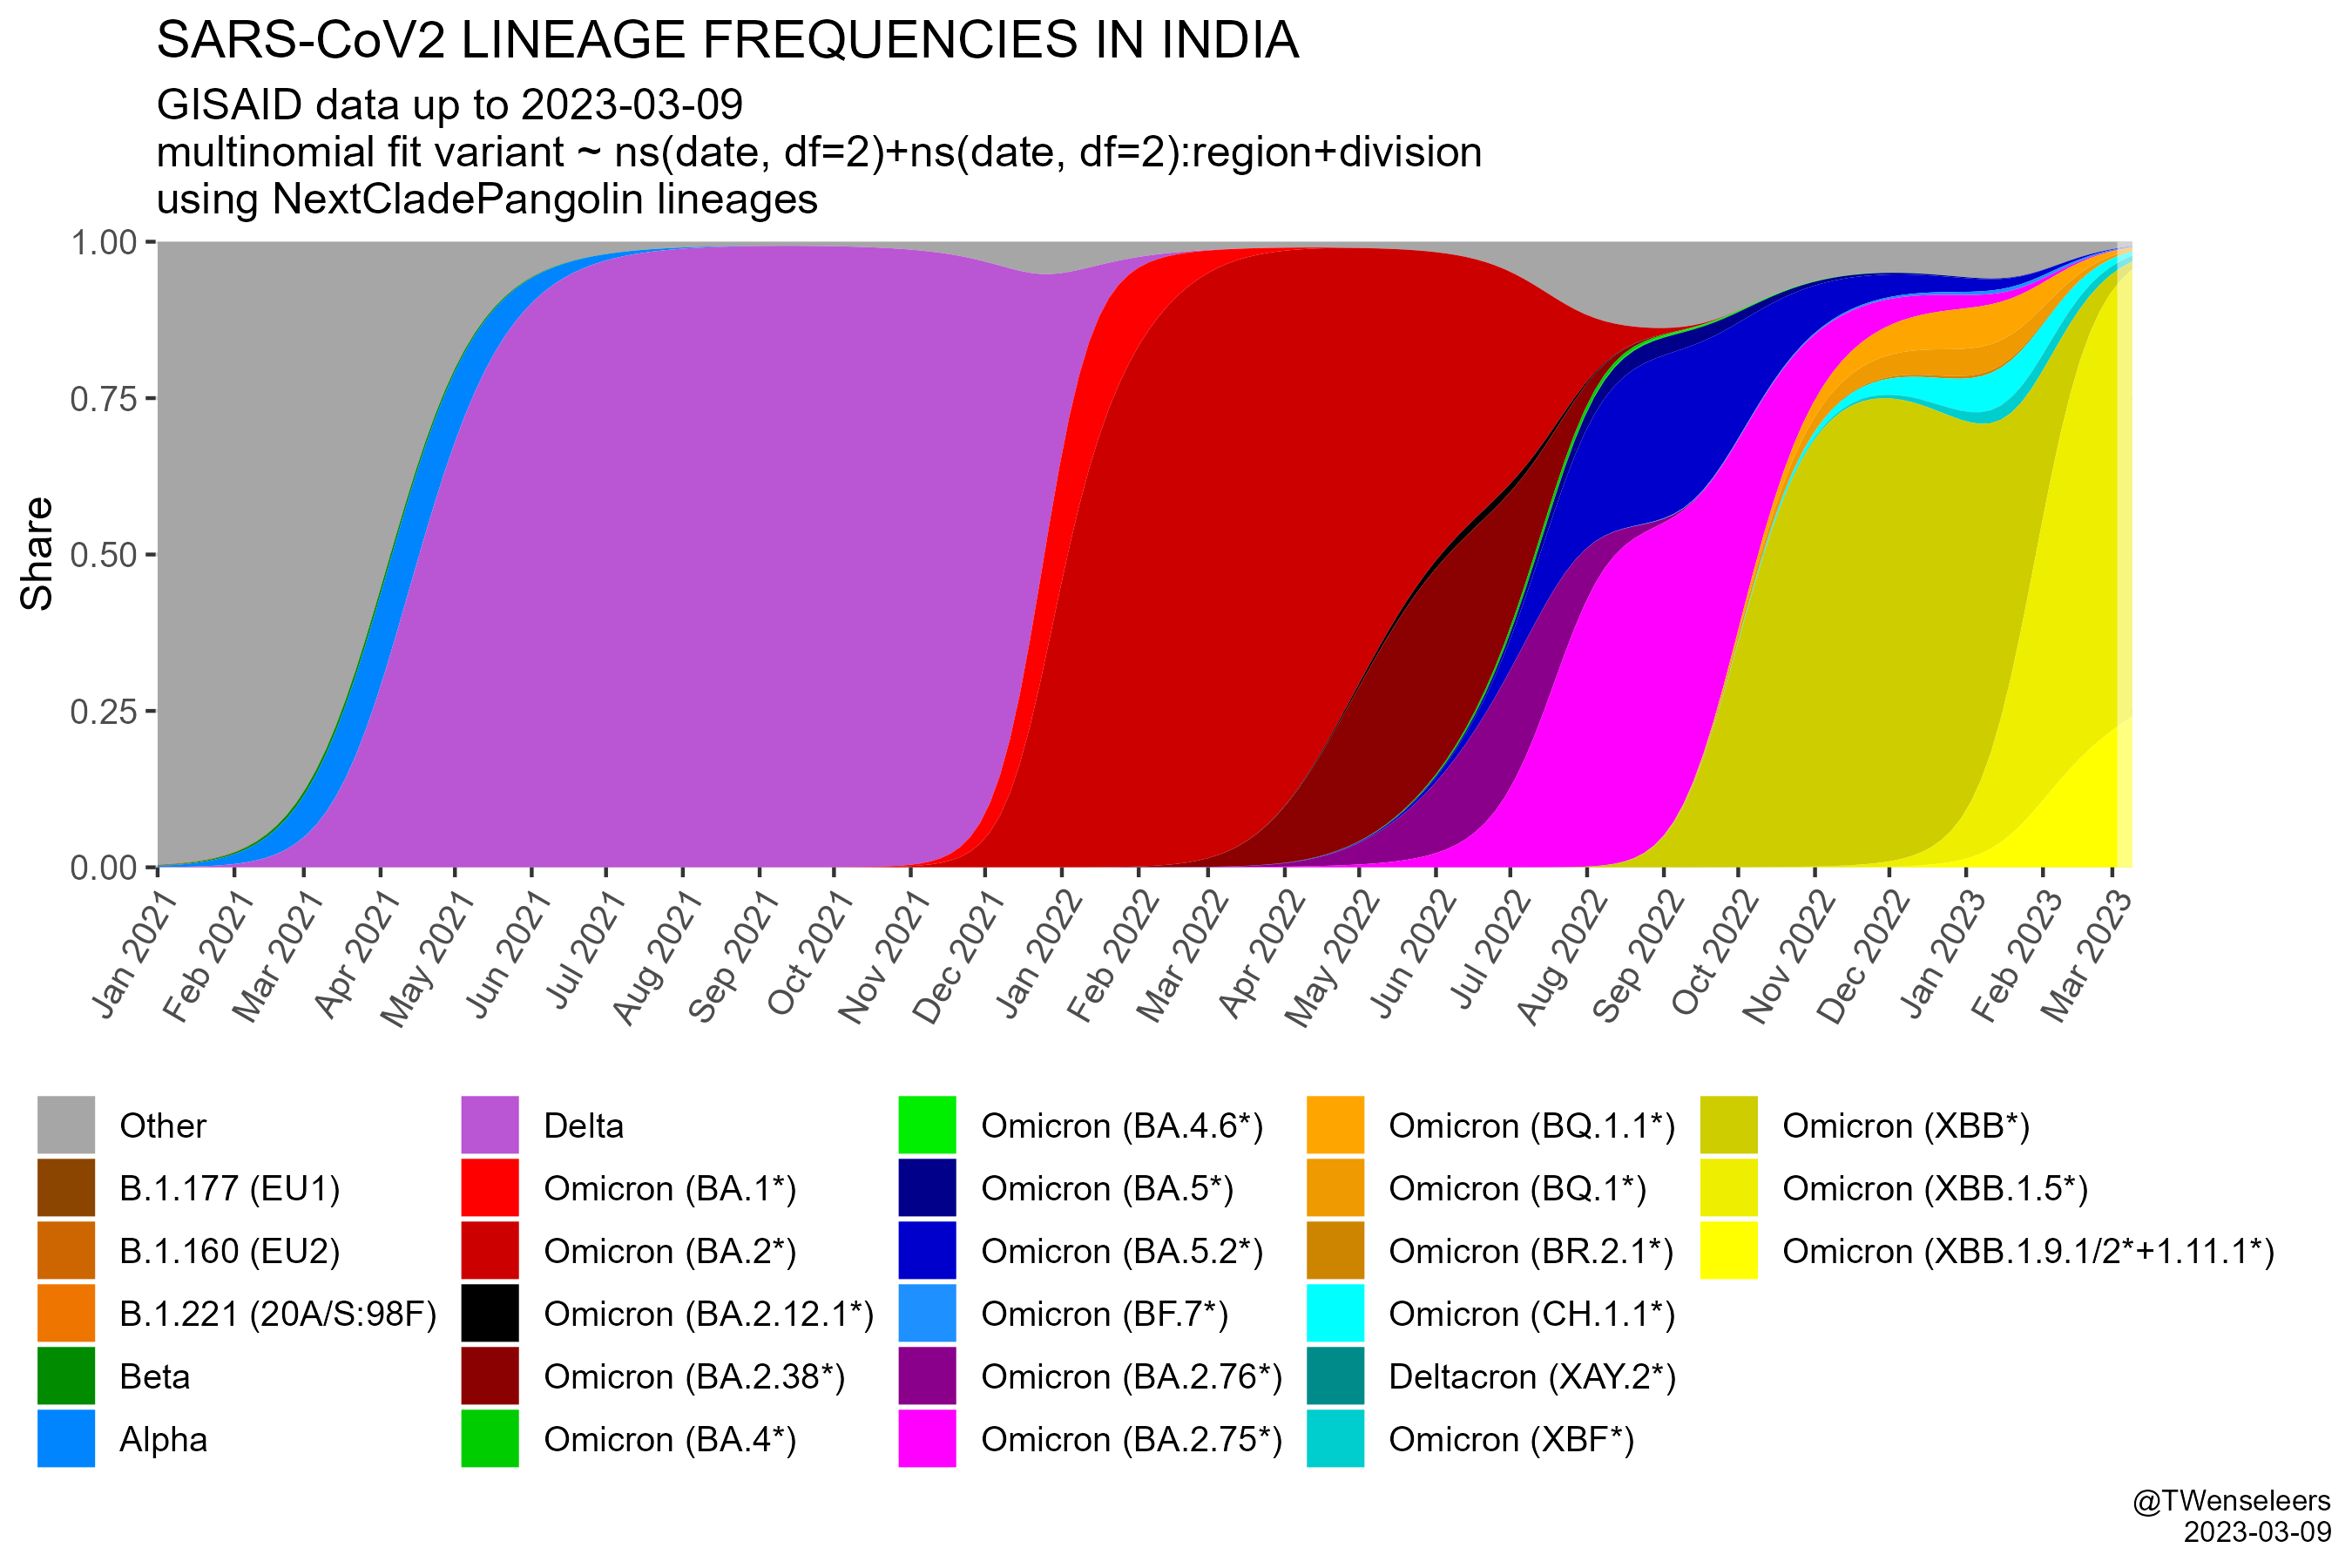 SARS-CoV2 LINEAGE FREQUENCIES IN INDIA
GISAID data up to 2023-03-09
multinomial fit variant ~ ns(date, df=2)+ns(date, df=2):region+division
using NextCladePangolin lineages
1.00
0.75
0.50
0.25
0.00
Share
Jan 2021
Feb 2021
Mar 2021
Apr 2021
May 2021
Jun 2021
Jul 2021
Aug 2021
Sep 2021
Oct 2021
Nov 2021
Dec 2021
Jan 2022
Feb 2022
Mar 2022
Apr 2022
May 2022
Jun 2022
Jul 2022
Aug 2022
Sep 2022
Oct 2022
Nov 2022
Dec 2022
Jan 2023
Feb 2023
Mar 2023
Other
B.1.177 (EU1)
B.1.160 (EU2)
B.1.221 (20A/S:98F)
Beta
Alpha
Delta
Omicron (BA.1*)
Omicron (BA.2*)
Omicron (BA.2.12.1*)
Omicron (BA.2.38*)
Omicron (BA.4*)
Omicron (BA.4.6*)
Omicron (BA.5*)
Omicron (BA.5.2*)
Omicron (BF.7*)
Omicron (BA.2.76*)
Omicron (BA.2.75*)
Omicron (BQ.1.1*)
Omicron (BQ.1*)
Omicron (BR.2.1*)
Omicron (CH.1.1*)
Deltacron (XAY.2*)
Omicron (XBF*)
Omicron (XBB*)
Omicron (XBB.1.5*)
Omicron (XBB.1.9.1/2*+1.11.1*)
@TWenseleers
2023-03-09